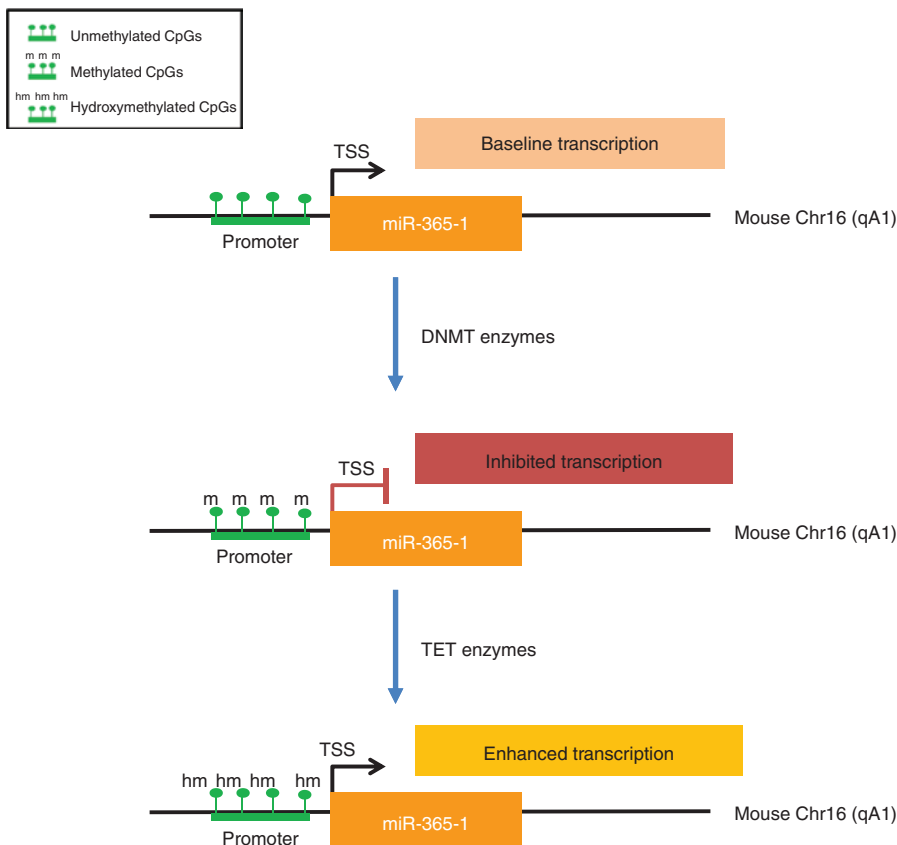 Unmethylated CpGs
m m m
Methylated CpGs
hm hm hm
Hydroxymethylated CpGs
Baseline transcription
TSS
miR-365-1
Promoter
Mouse Chr16 (qA1)
DNMT enzymes
Inhibited transcription
TSS
m m m m
miR-365-1
Promoter
Mouse Chr16 (qA1)
TET enzymes
Enhanced transcription
TSS
hm hm hm hm
miR-365-1
Promoter
Mouse Chr16 (qA1)